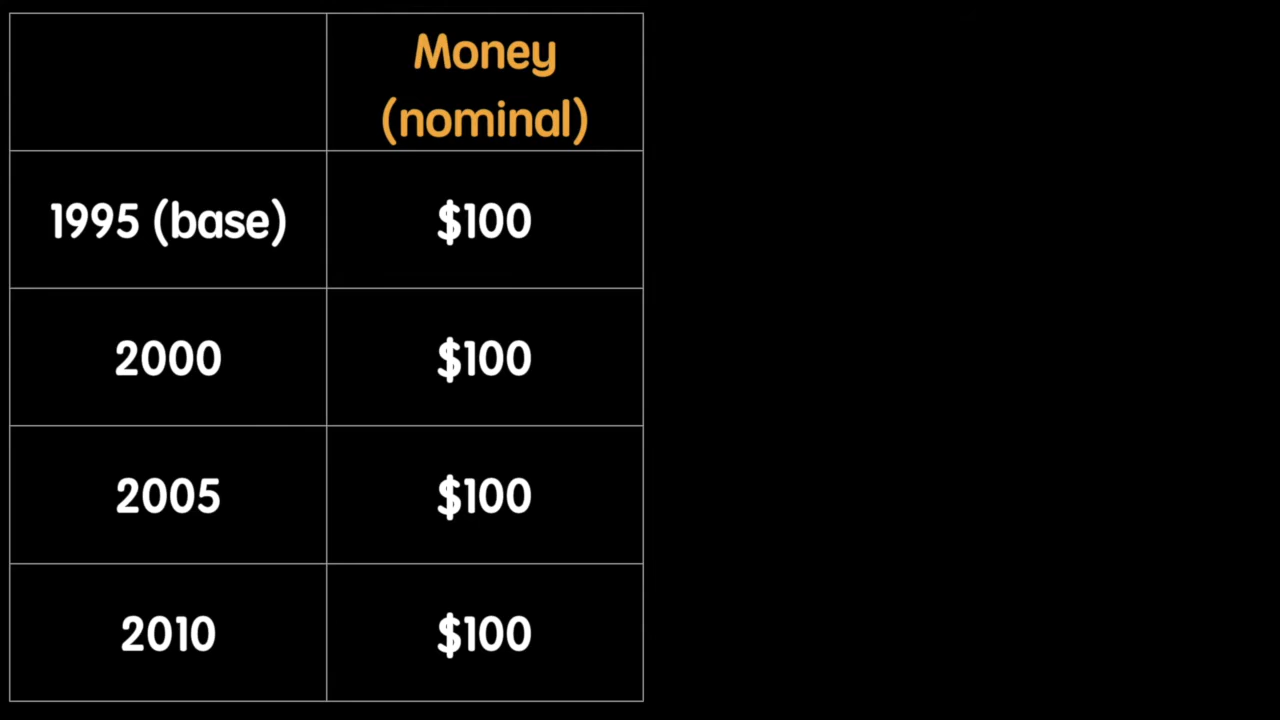 Money
(nominal)
1995 (base) $100
2000 $100
2005 $100
2010 $100